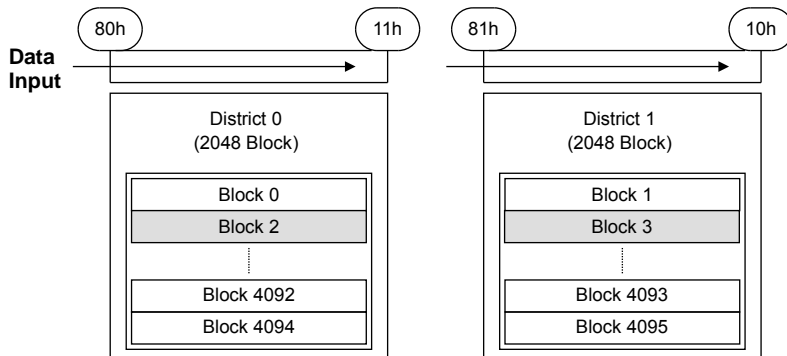 80h 11h 81h 10h
Data
Input
District 0 District 1
(2048 Block) (2048 Block)
Block 0 Block 1
Block 2 Block 3
Block 4092 Block 4093
Block 4094 Block 4095